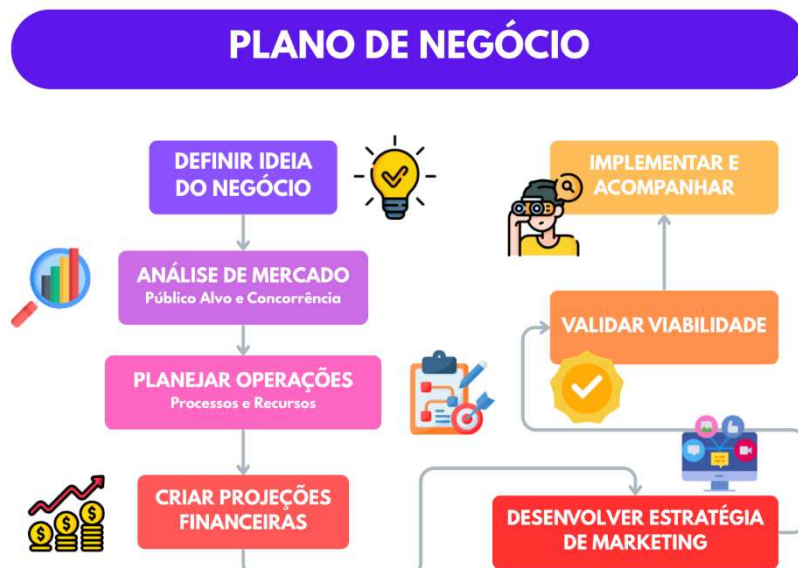 PLANO DE NEGÓCIO
DEFINIR IDEIA
DO NEGÓCIO
ANÁLISE DE MERCADO
Público Alvo e Concorrência
PLANEJAR OPERAÇÕES
Processos e Recursos
CRIAR PROJEÇÕES
FINANCEIRAS
DESENVOLVER ESTRATÉGIA
DE MARKETING
VALIDAR VIABILIDADE
IMPLEMENTAR E
ACOMPANHAR